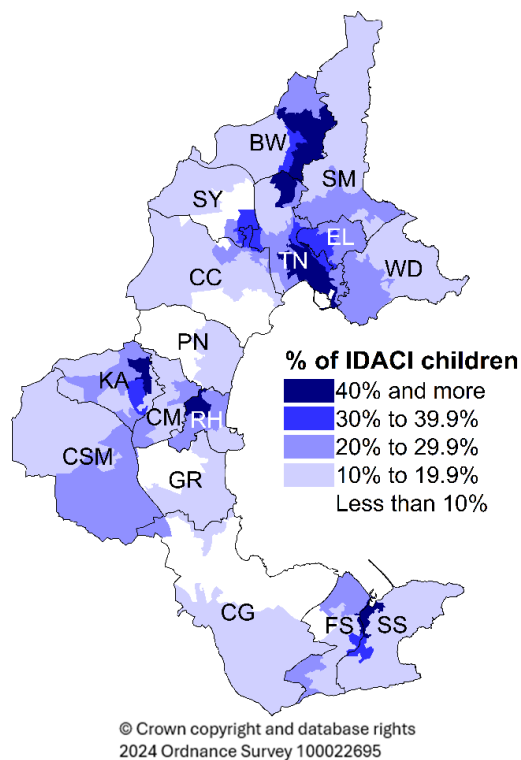 BW
SM
SY
EL
TN
WD
CC
PN
% of IDACI children
40% and more
30% to 39.9%
20% to 29.9%
10% to 19.9%
Less than 10%
KA
CM
RH
CSM
GR
CG
FS
SS
© Crown copyright and database rights
2024 Ordnance Survey 100022695